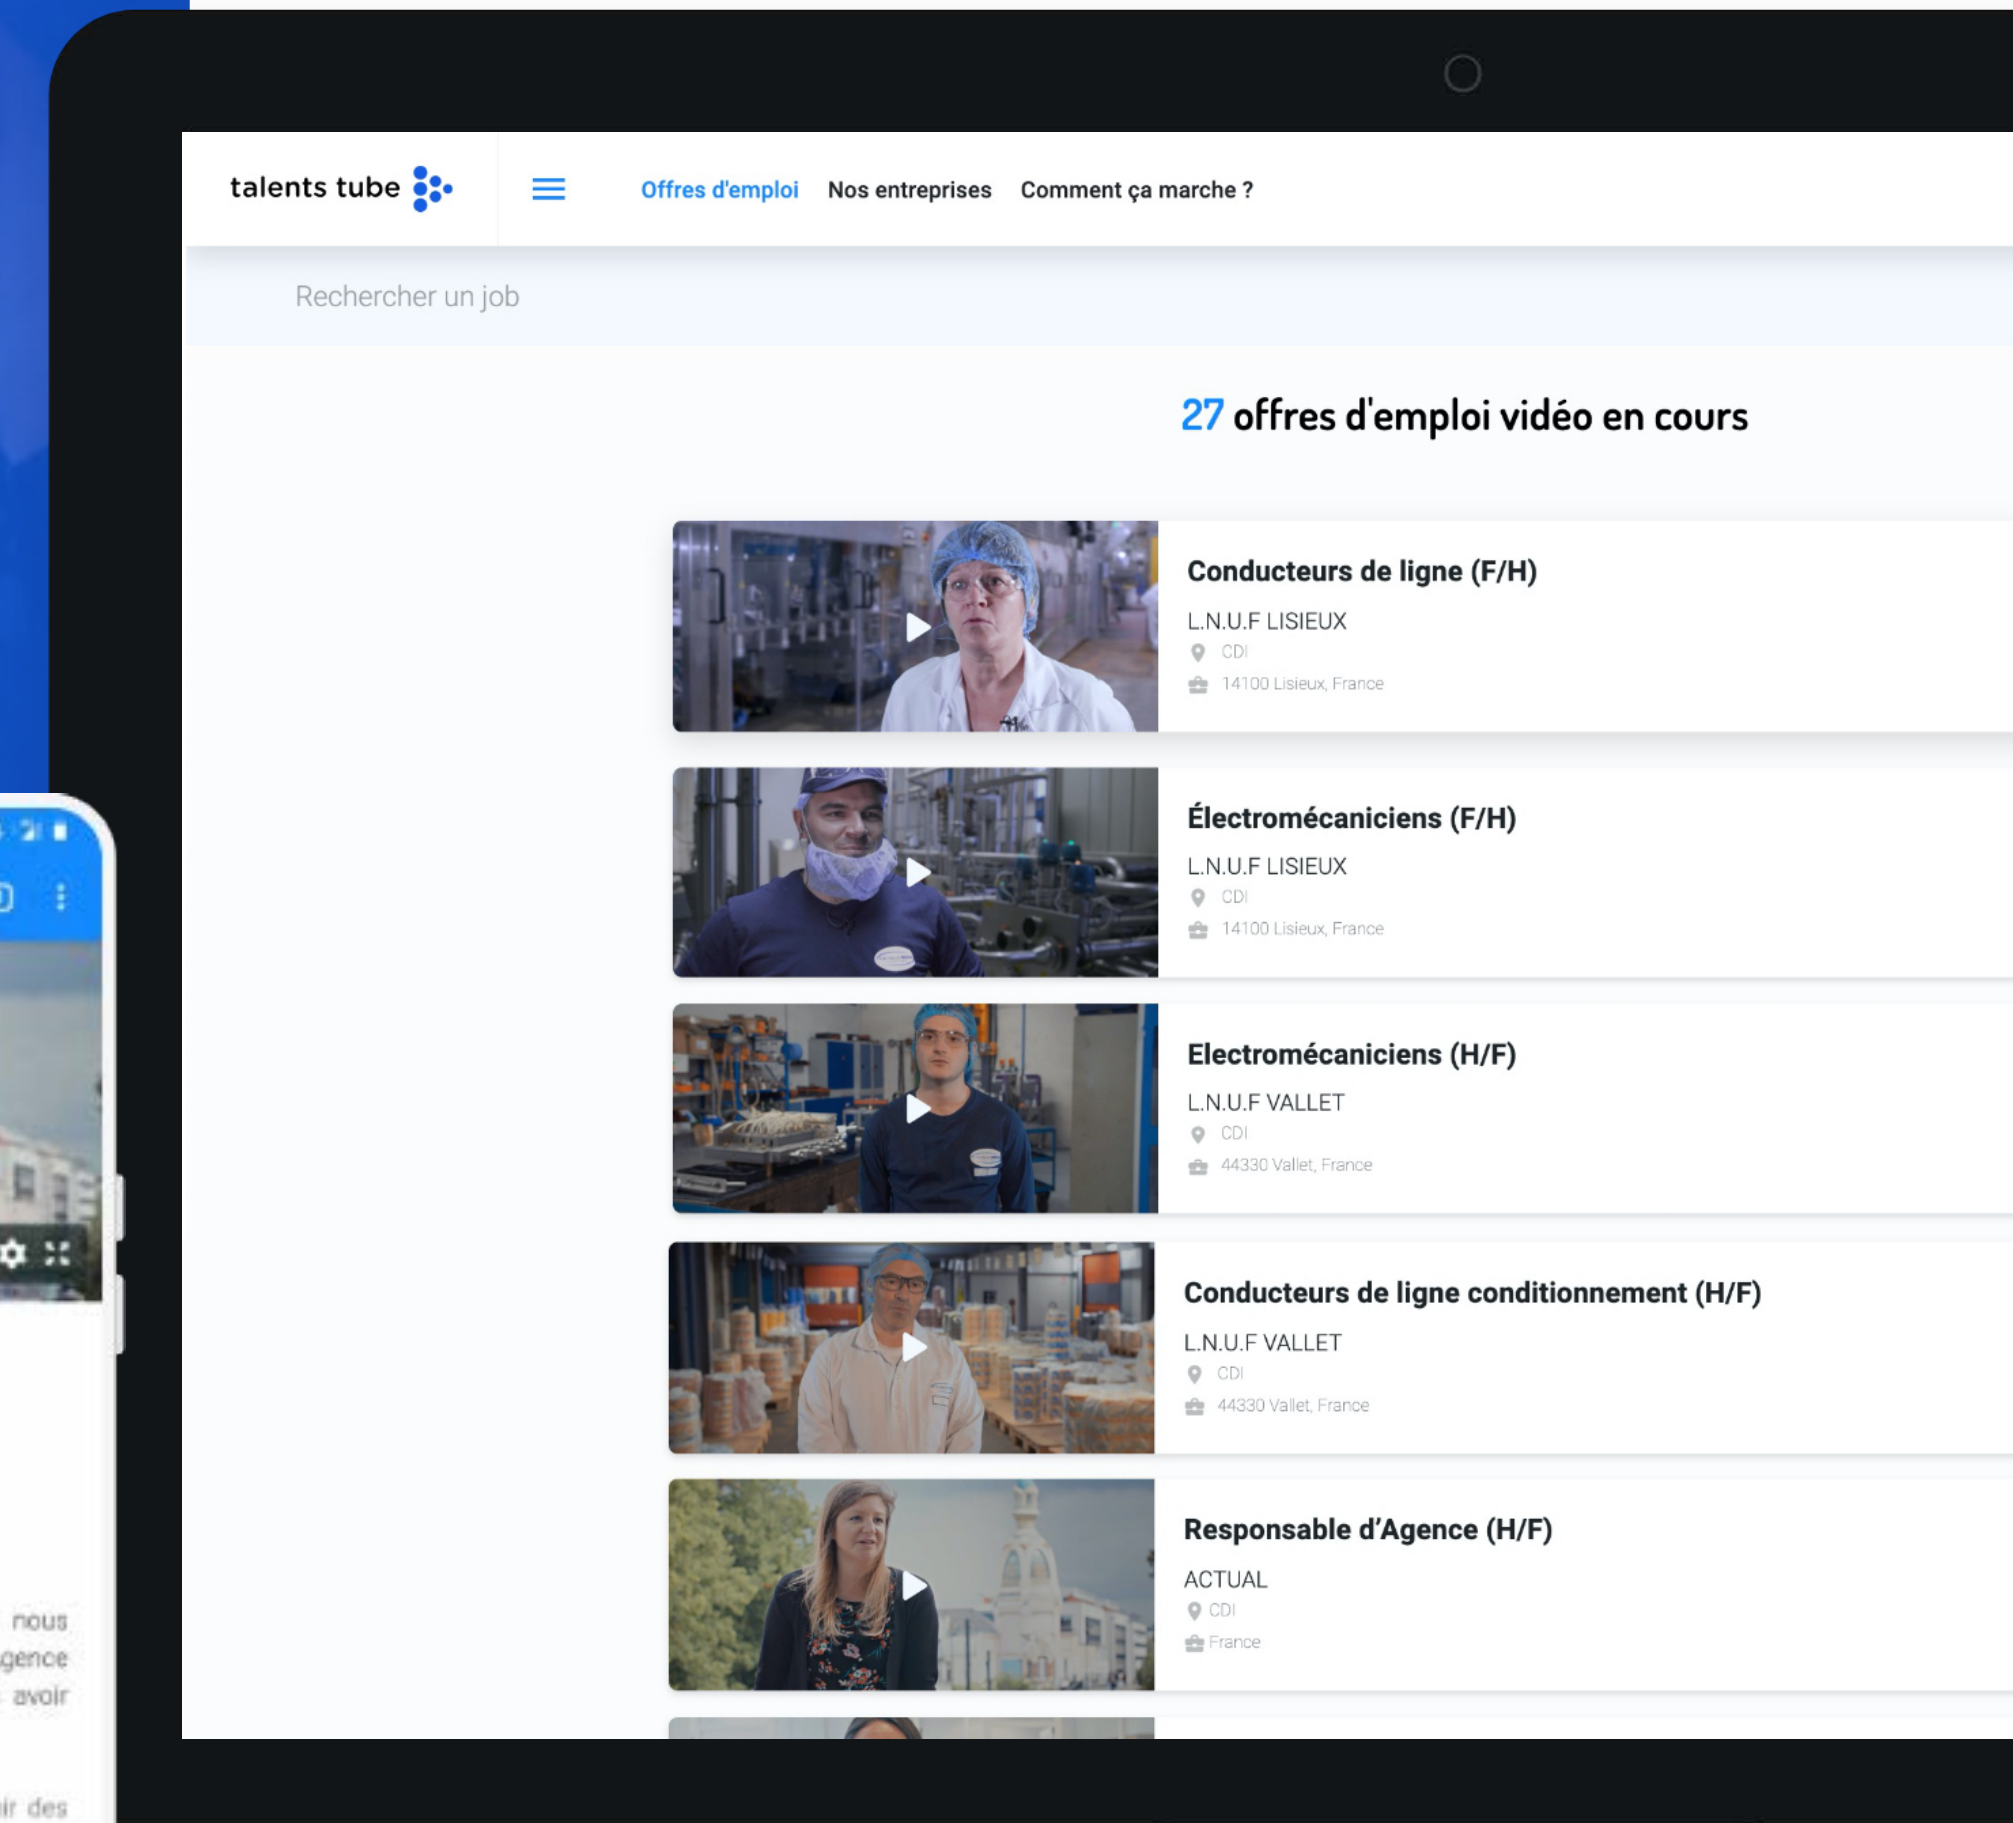 talents tube
Offres d'emploi Nos entreprises Comment ça marche ?
Rechercher un job
27 offres d'emploi vidéo en cours
Conducteurs de ligne (F/H)
L.N.U.F LISIEUX
CDI
14100 Lisieux, France
Électromécaniciens (F/H)
L.N.U.F LISIEUX
CDI
14100 Lisieux, France
Electromécaniciens (H/F)
L.N.U.F VALLET
CDI
44330 Vallet, France
Conducteurs de ligne conditionnement (H/F)
L.N.U.F VALLET
CDI
44330 Vallet, France
Responsable d’Agence (H/F)
ACTUAL
CDI
France
nous
gence
avoir
ir des